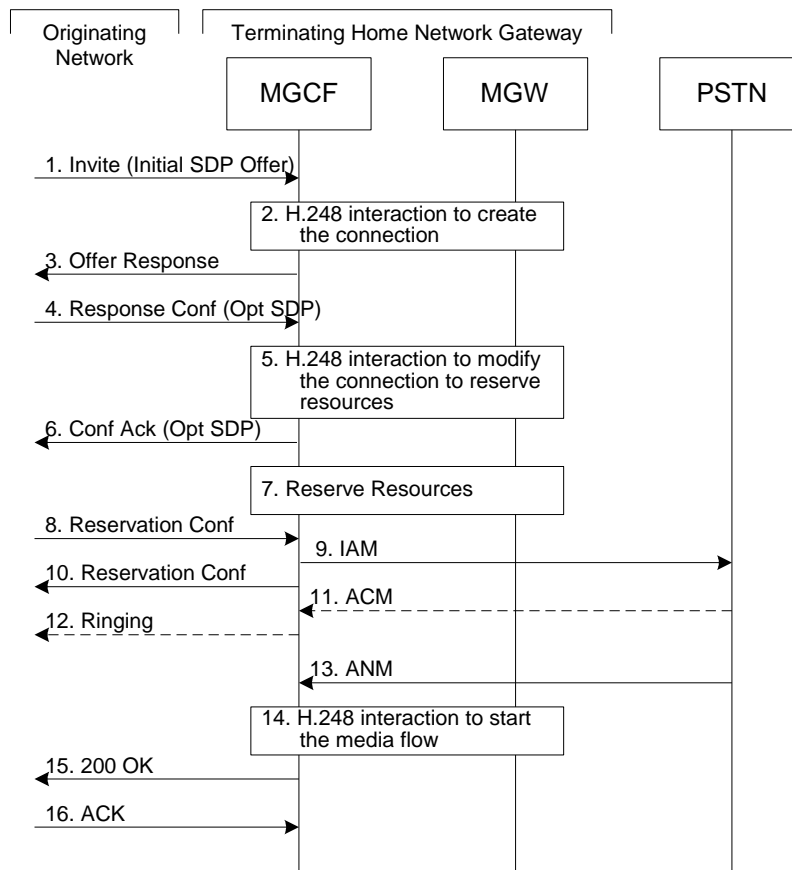 Originating
Network
Terminating Home Network Gateway
MGCF
MGW
PSTN
1. Invite (Initial SDP Offer)
2. H.248 interaction to create
the connection
3. Offer Response
4. Response Conf (Opt SDP)
5. H.248 interaction to modify
the connection to reserve
resources
6. Conf Ack (Opt SDP)
7. Reserve Resources
8. Reservation Conf
9. IAM
10. Reservation Conf
11. ACM
12. Ringing
13. ANM
14. H.248 interaction to start
the media flow
15. 200 OK
16. ACK